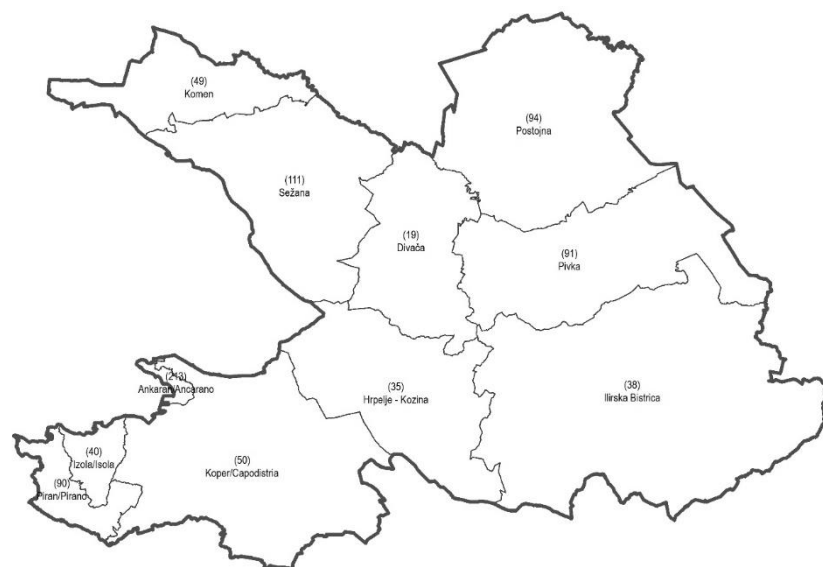 (49)
Komen
(94)
Postojna
(111)
Sežana
(19)
Divača
(91)
Pivka
(213)
Ankaran/Ancarano
(35)
Hrpelje - Kozina
(38)
Ilirska Bistrica
(40)
Izola/Isola
(50)
Koper/Capodistria
(90)
Piran/Pirano